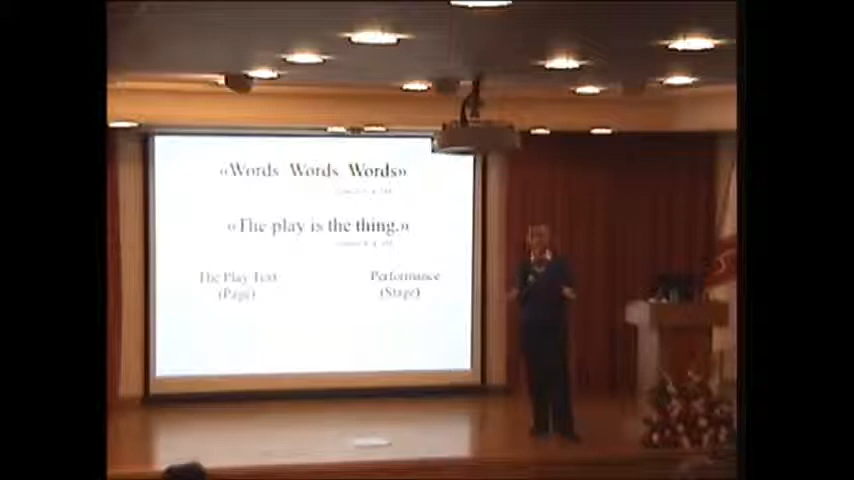 «Words Words Words»
«The play is the thing.»
The Play Text Performance
(Page) (Stage)